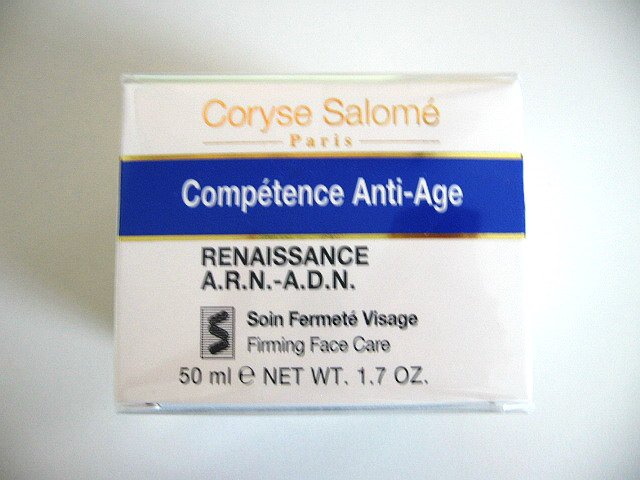 Coryse Salomé
Paris
Compétence Anti-Age
RENAISSANCE
A.R.N.-A.D.N.
Soin Fermeté Visage
Firming Face Care
50 ml ℮ NET WT. 1.7 OZ.